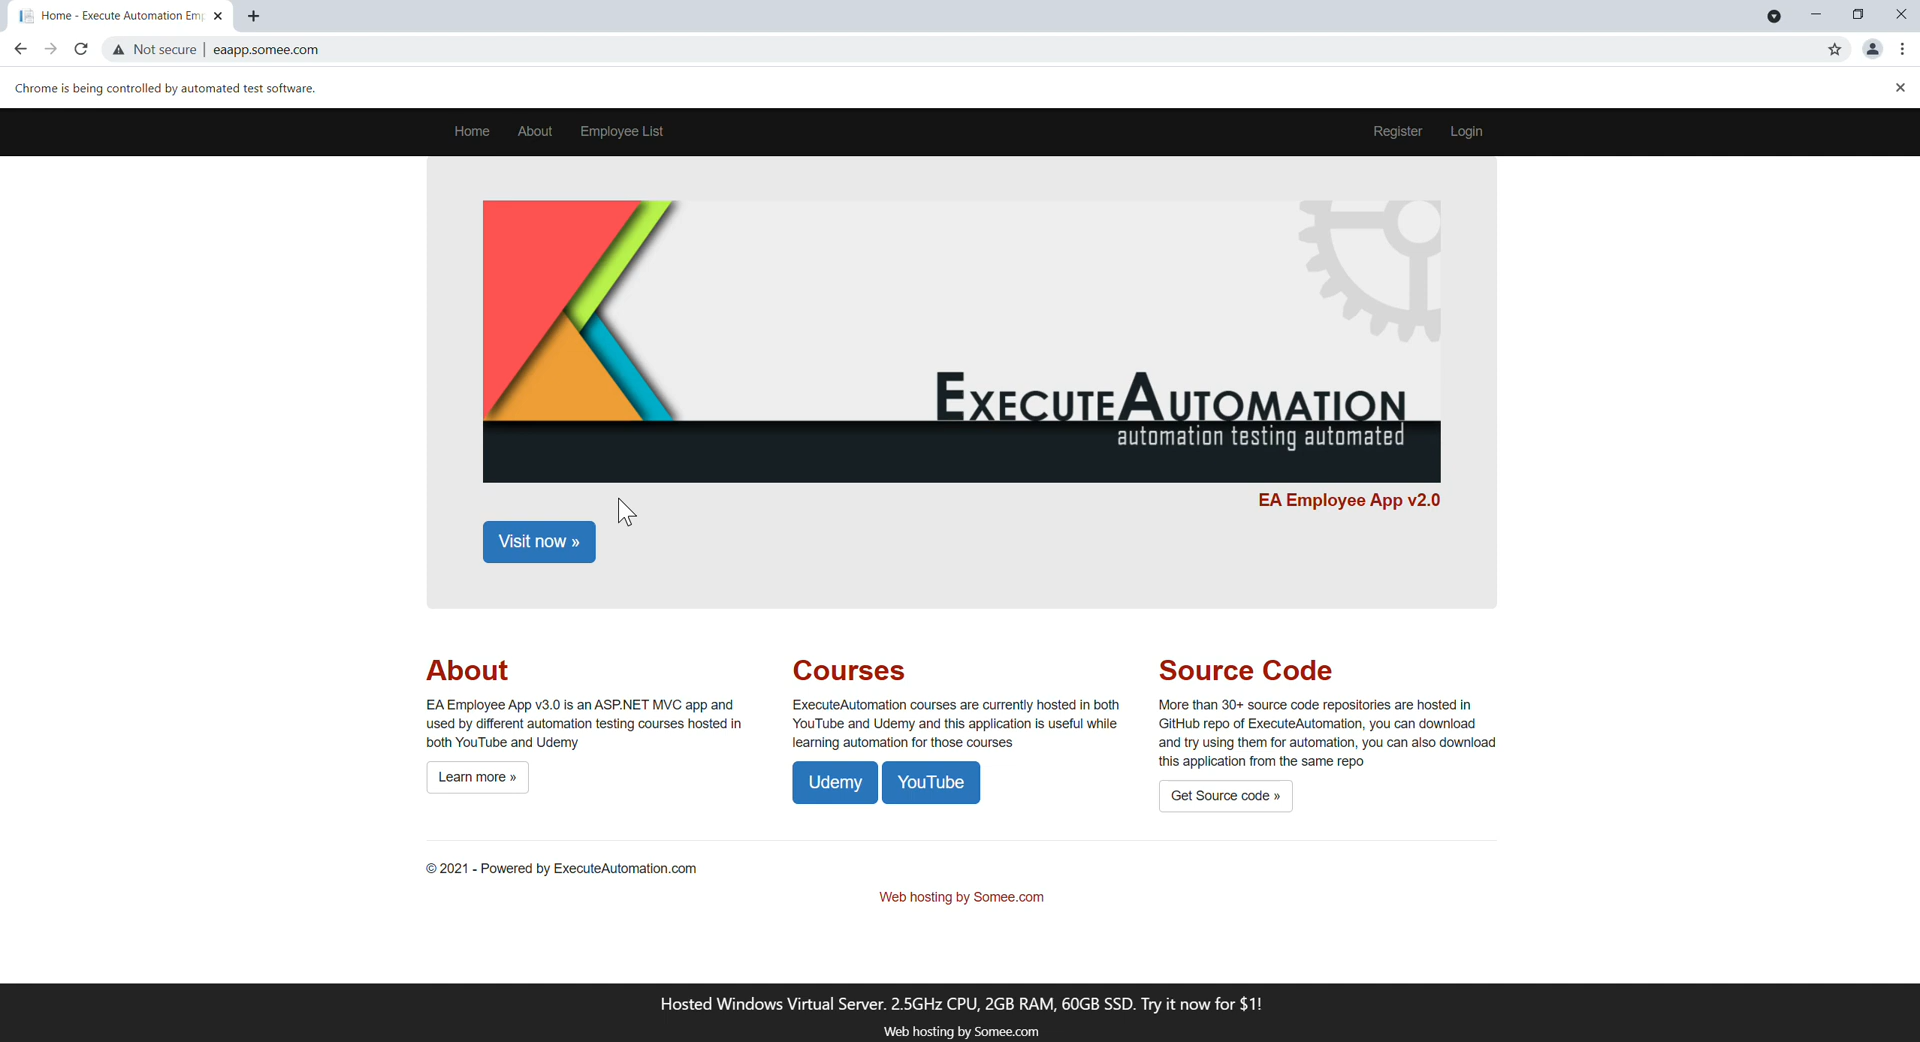 Home - Execute Automation Em
Not secure | eaapp.somee.com
Chrome is being controlled by automated test software.
Home About Employee List Register Login
EXECUTEAUTOMATION
automation testing automated
EA Employee App v2.0
Visit now »
About
EA Employee App v3.0 is an ASP.NET MVC app and
used by different automation testing courses hosted in
both YouTube and Udemy
Learn more »
Courses
ExecuteAutomation courses are currently hosted in both
YouTube and Udemy and this application is useful while
learning automation for those courses
Udemy YouTube
Source Code
More than 30+ source code repositories are hosted in
GitHub repo of ExecuteAutomation, you can download
and try using them for automation, you can also download
this application from the same repo
Get Source code »
© 2021 - Powered by ExecuteAutomation.com
Web hosting by Somee.com
Hosted Windows Virtual Server. 2.5GHz CPU, 2GB RAM, 60GB SSD. Try it now for $1!
Web hosting by Somee.com